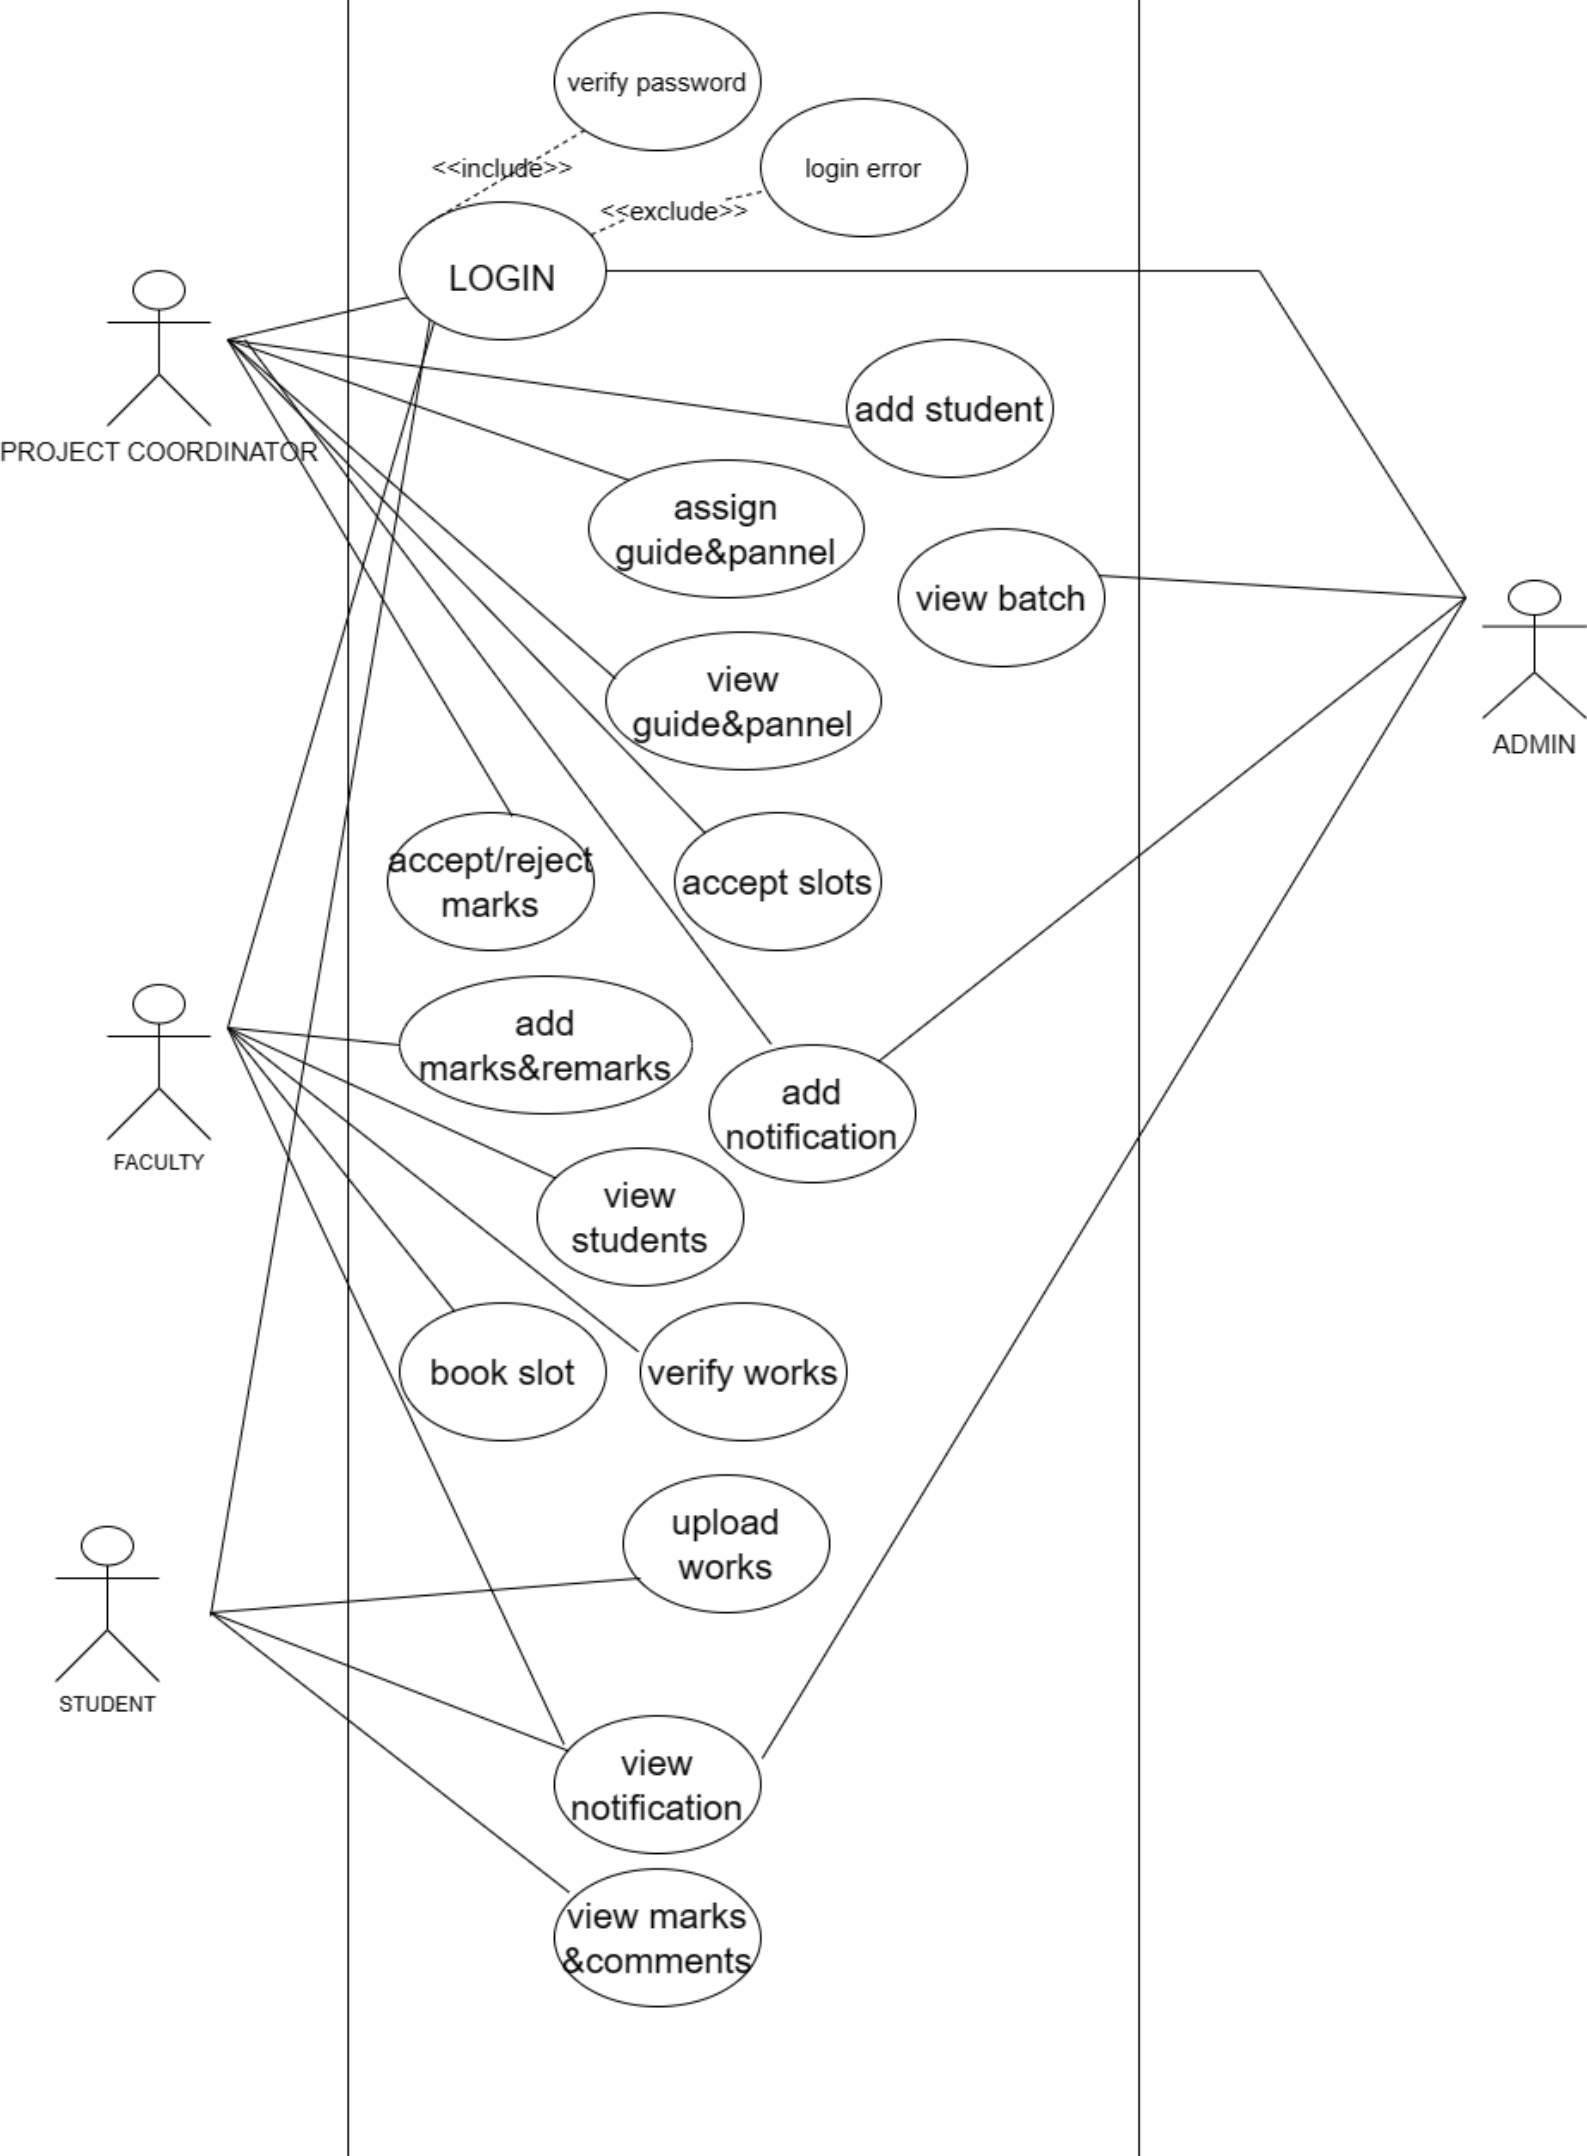 verify password
login error
<<include>>
<<exclude>>
LOGIN
PROJECT COORDINATOR
add student
assign
guide&pannel
view batch
view
guide&pannel
ADMIN
accept/reject
marks
accept slots
add
marks&remarks
add
notification
FACULTY
view
students
book slot
verify works
upload
works
STUDENT
view
notification
view marks
&comments